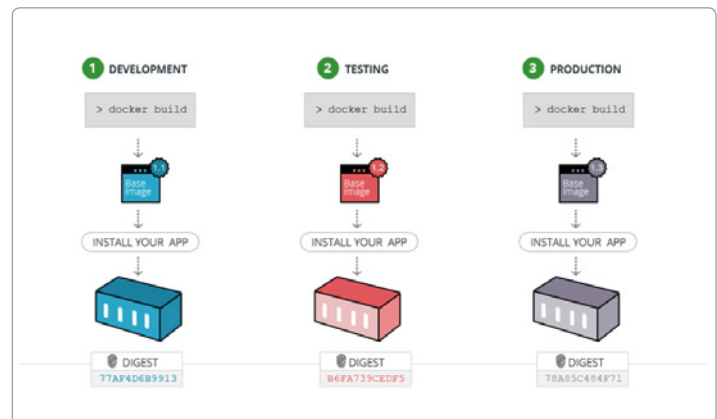 1 DEVELOPMENT
> docker build
1.1
Base
Image
INSTALL YOUR APP
DIGEST
77AF4D6B9913
2 TESTING
> docker build
1.2
Base
Image
INSTALL YOUR APP
DIGEST
B6FA739CEDF5
3 PRODUCTION
> docker build
1.3
Base
Image
INSTALL YOUR APP
DIGEST
78A85C484F71